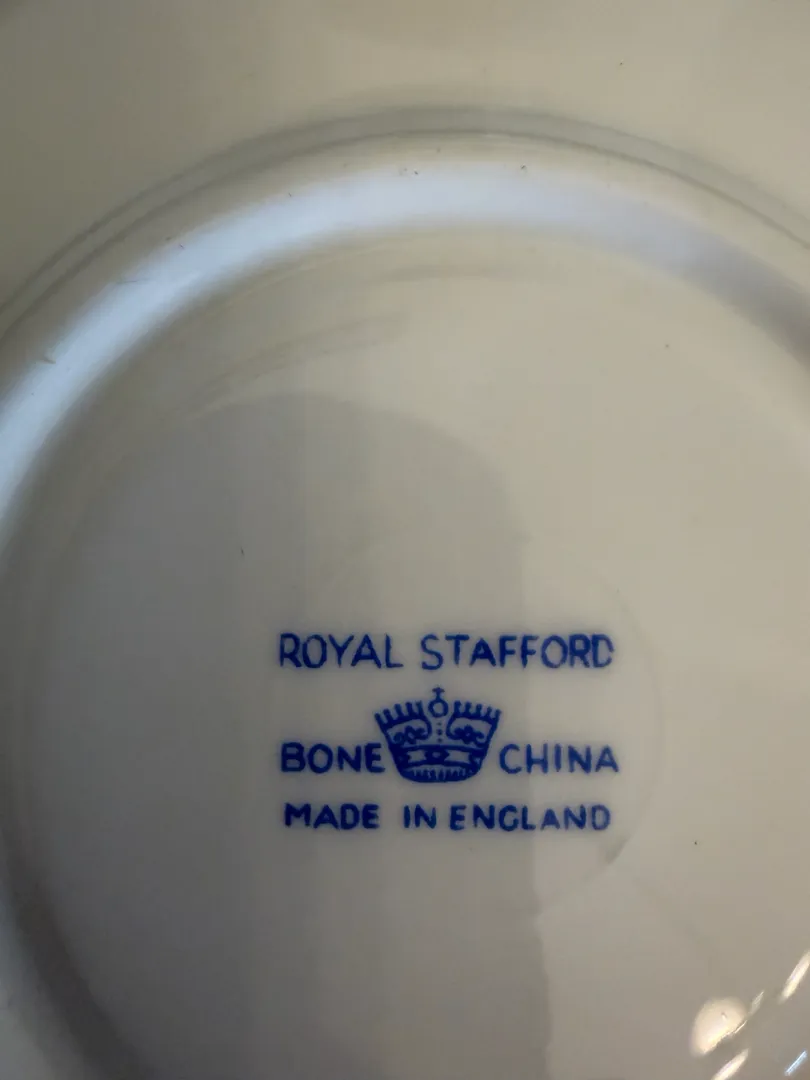 ROYAL STAFFORD
BONE CHINA
MADE IN ENGLAND